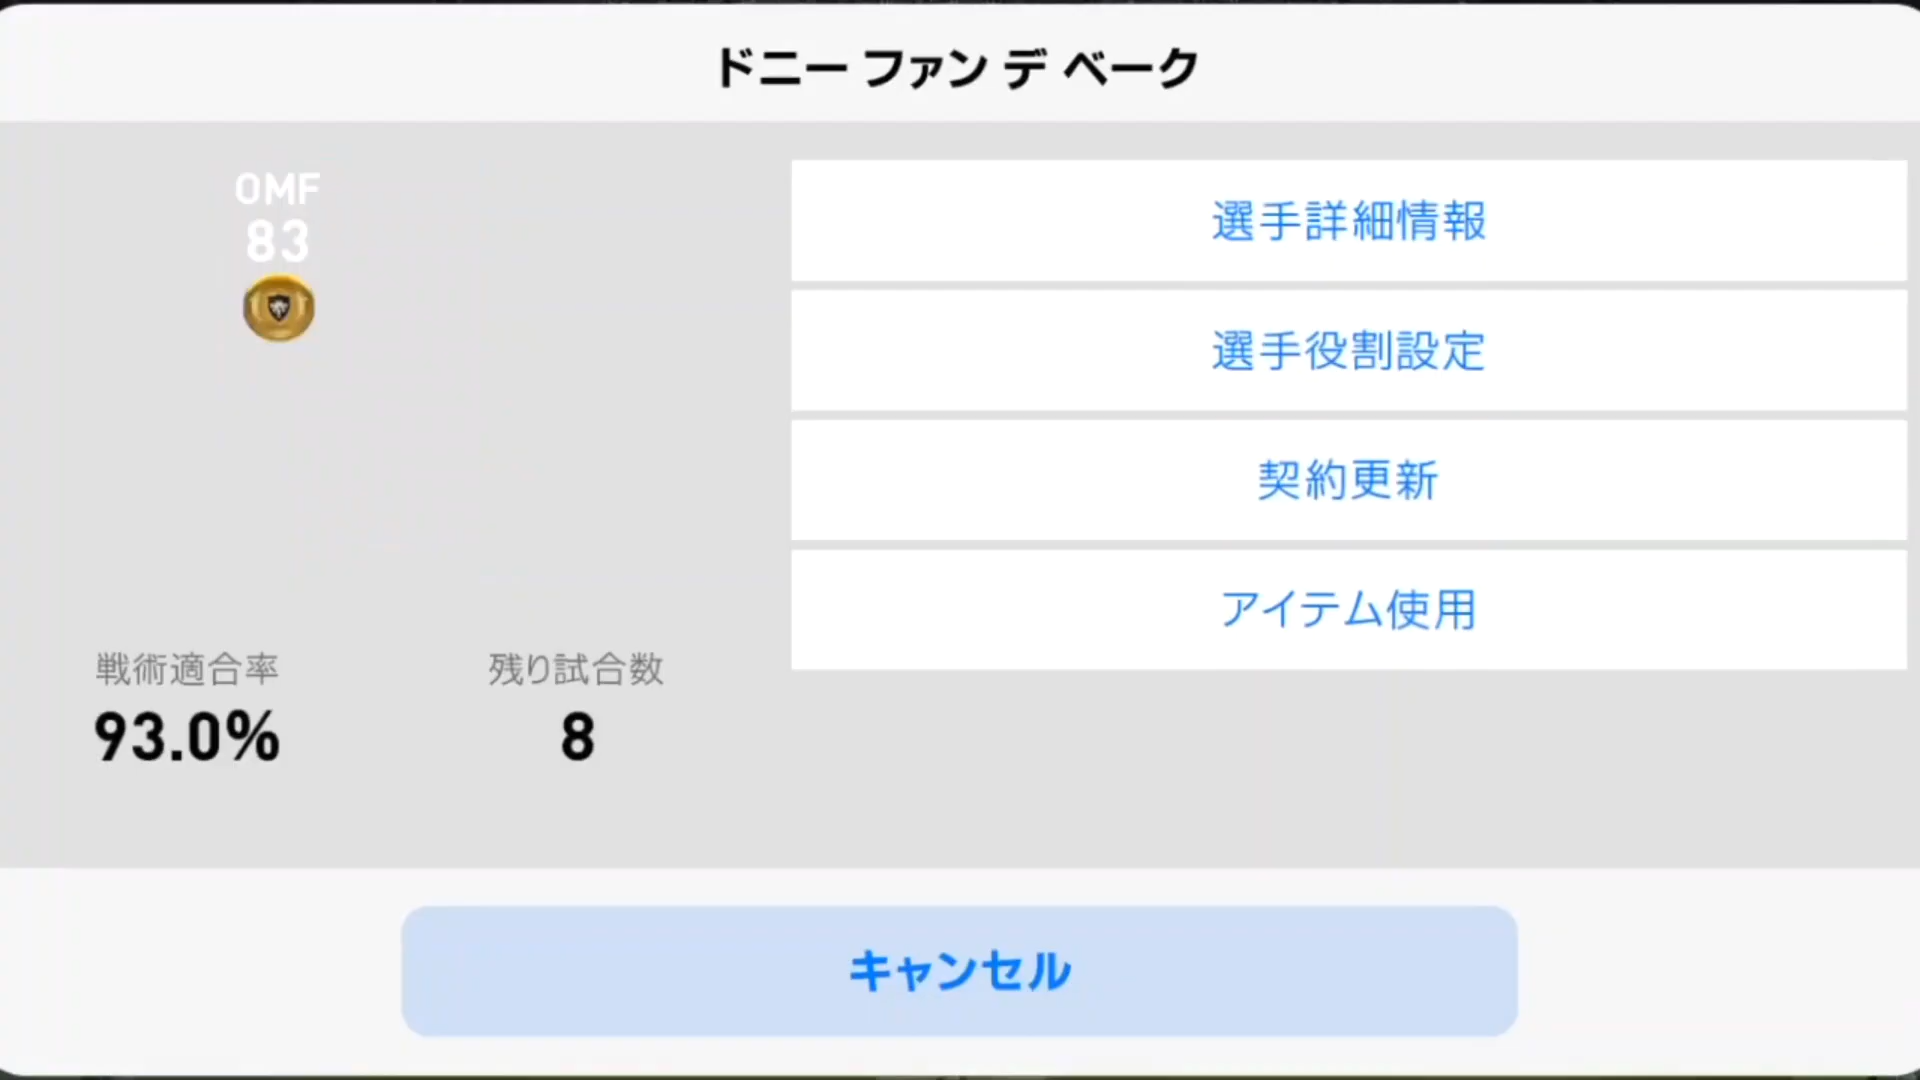 ドニー ファン デ ベーク
OMF
83
選手詳細情報
選手役割設定
契約更新
アイテム使用
戦術適合率
93.0%
残り試合数
8
キャンセル